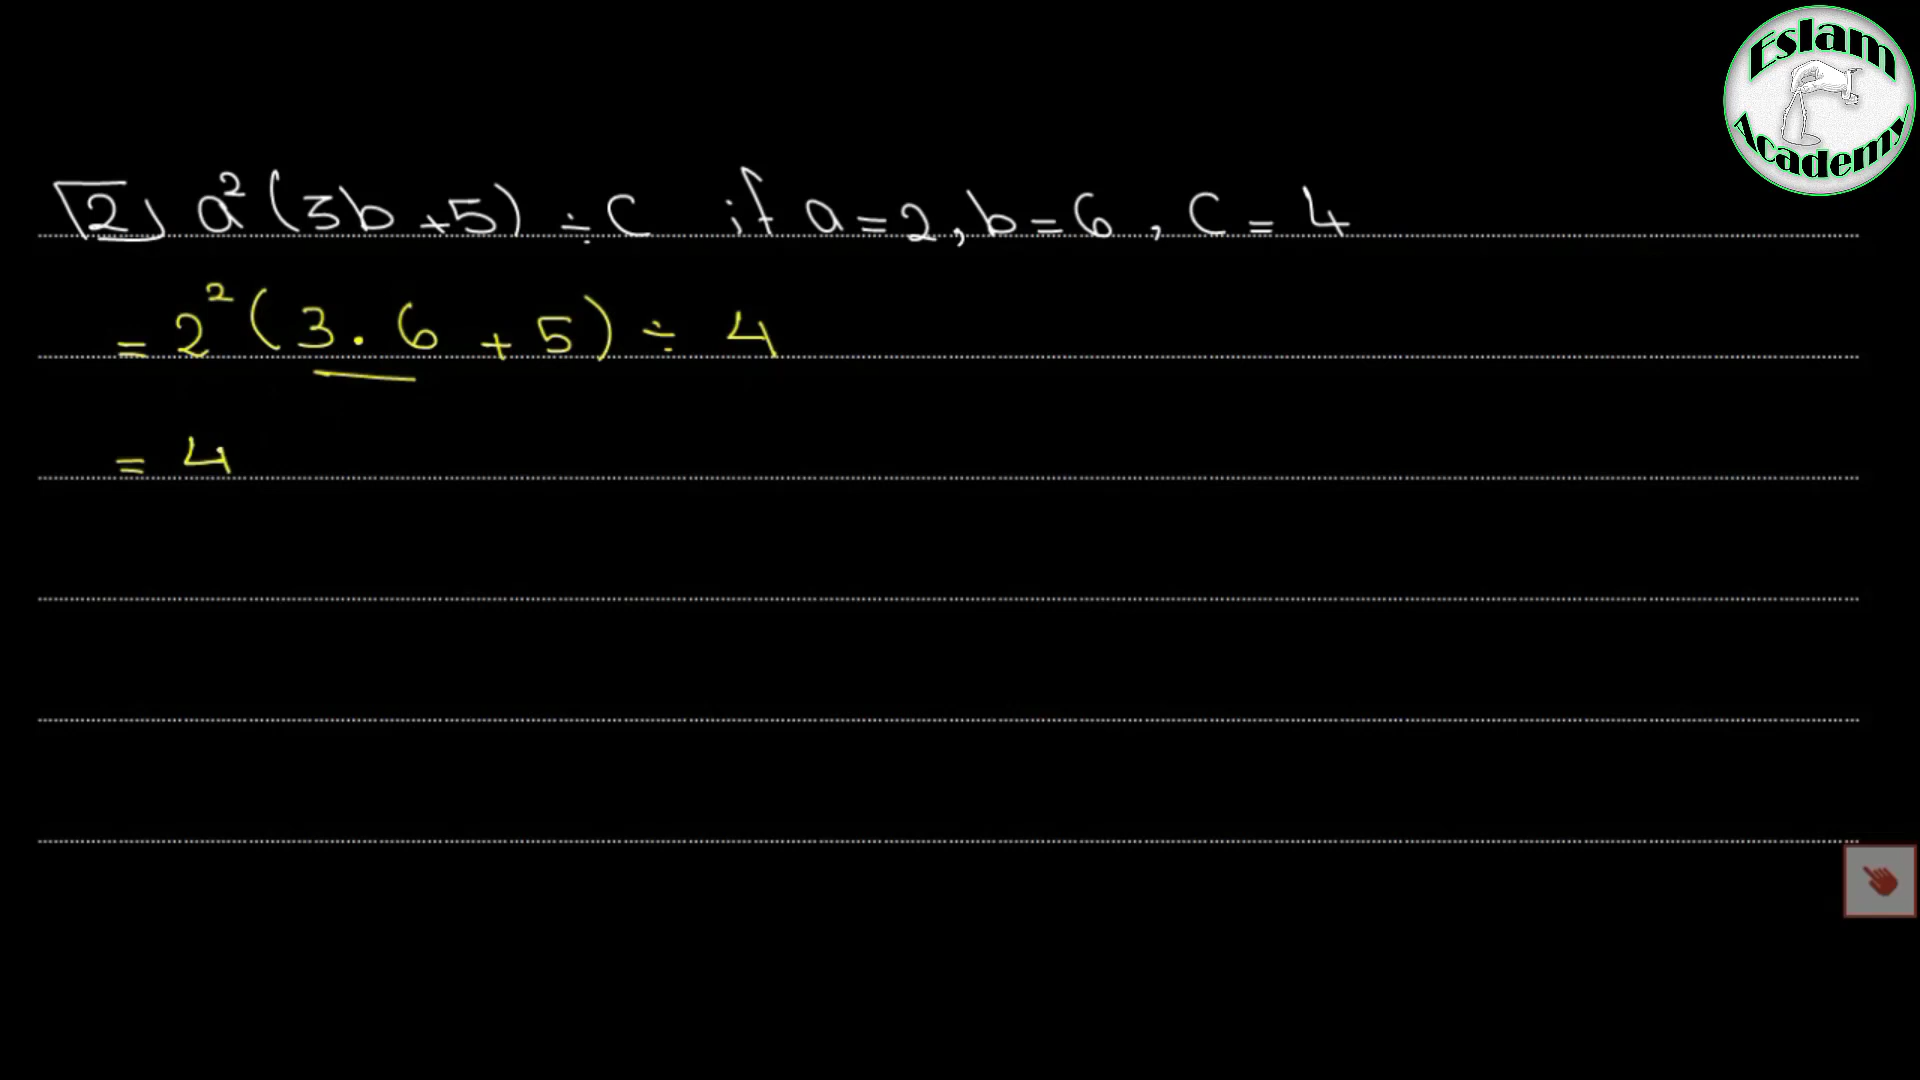 Eslam
Academy
2 a² (3b + 5) ÷ c if a = 2, b = 6, c = 4
= 2² (3 . 6 + 5) ÷ 4
= 4